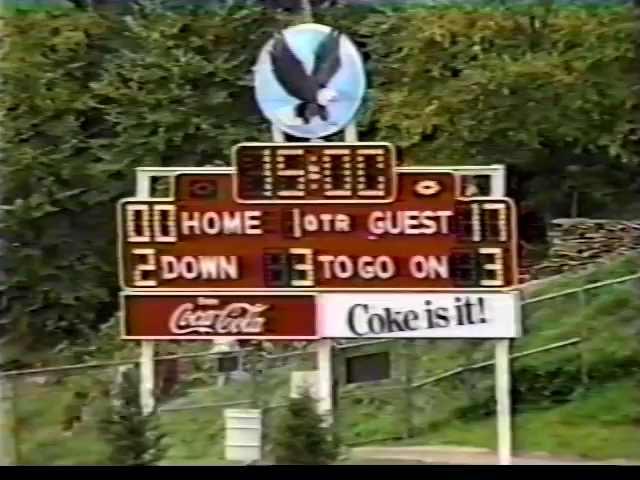 15:00
00 HOME 1 QTR GUEST 17
2 DOWN 3 TO GO ON 3
Coca-Cola Coke is it!